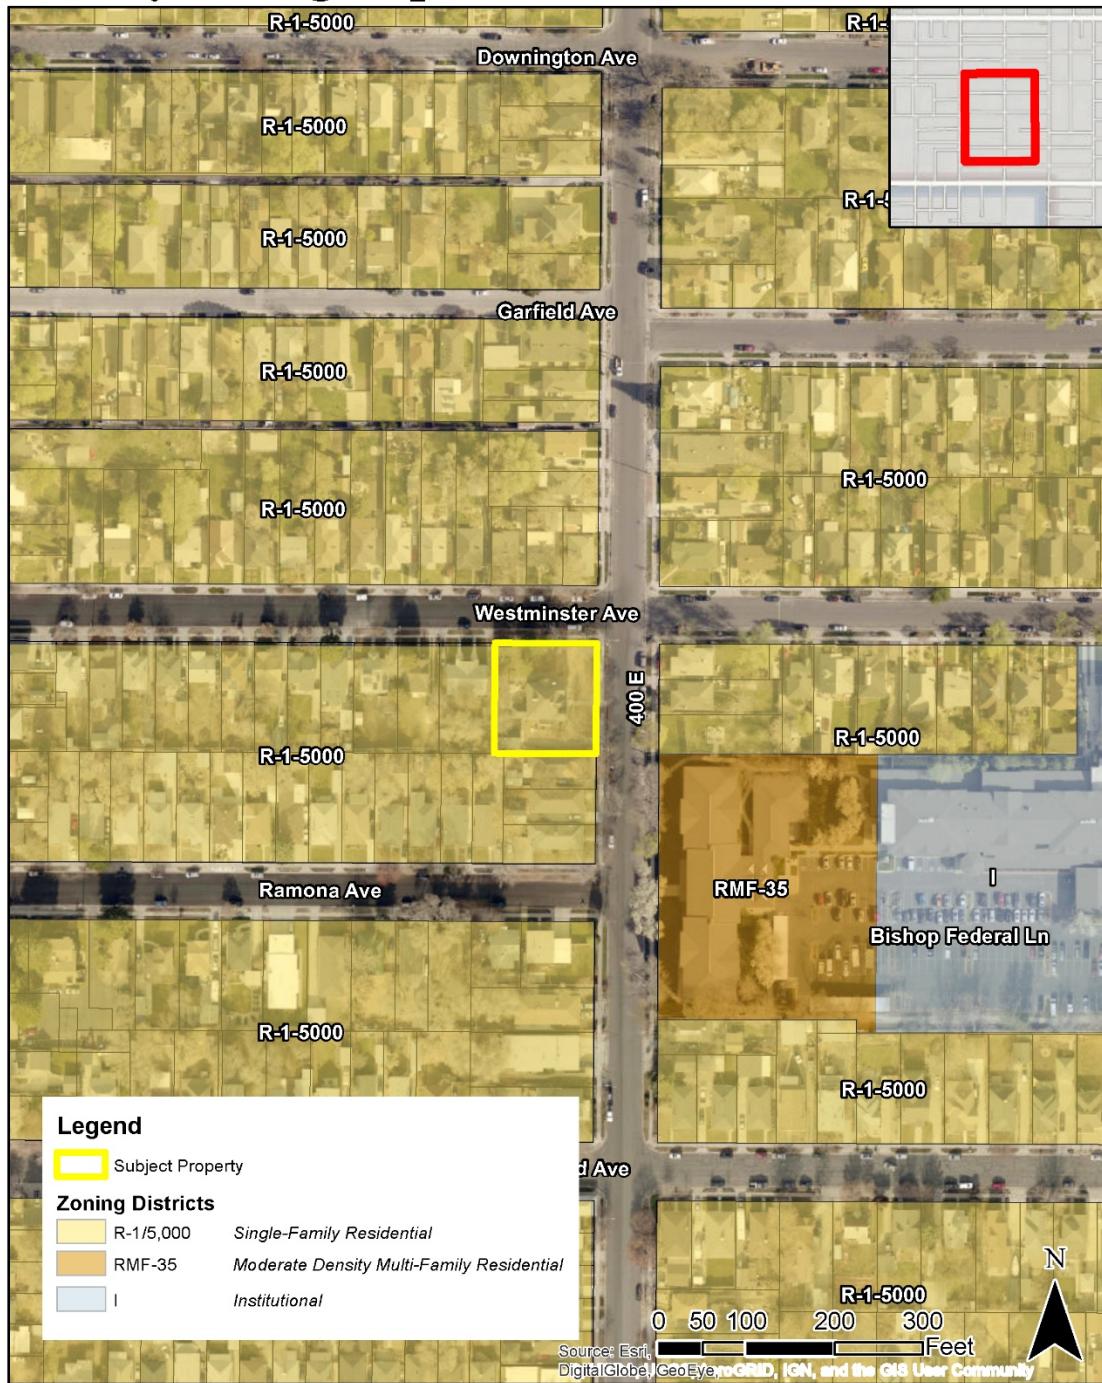 R-1-5000
Downington Ave
R-1-5000
R-1-5000
Garfield Ave
R-1-5000
R-1-5000
R-1-5000
Westminster Ave
400 E
R-1-5000
R-1-5000
RMF-35
I
Bishop Federal Ln
Ramona Ave
R-1-5000
R-1-5000
d Ave
Legend
Subject Property
Zoning Districts
R-1/5,000 Single-Family Residential
RMF-35 Moderate Density Multi-Family Residential
I Institutional
R-1-5000
N
0 50 100 200 300
Feet
Source: Esri,
DigitalGlobe, GeoEye, IGN, and the GIS User Community